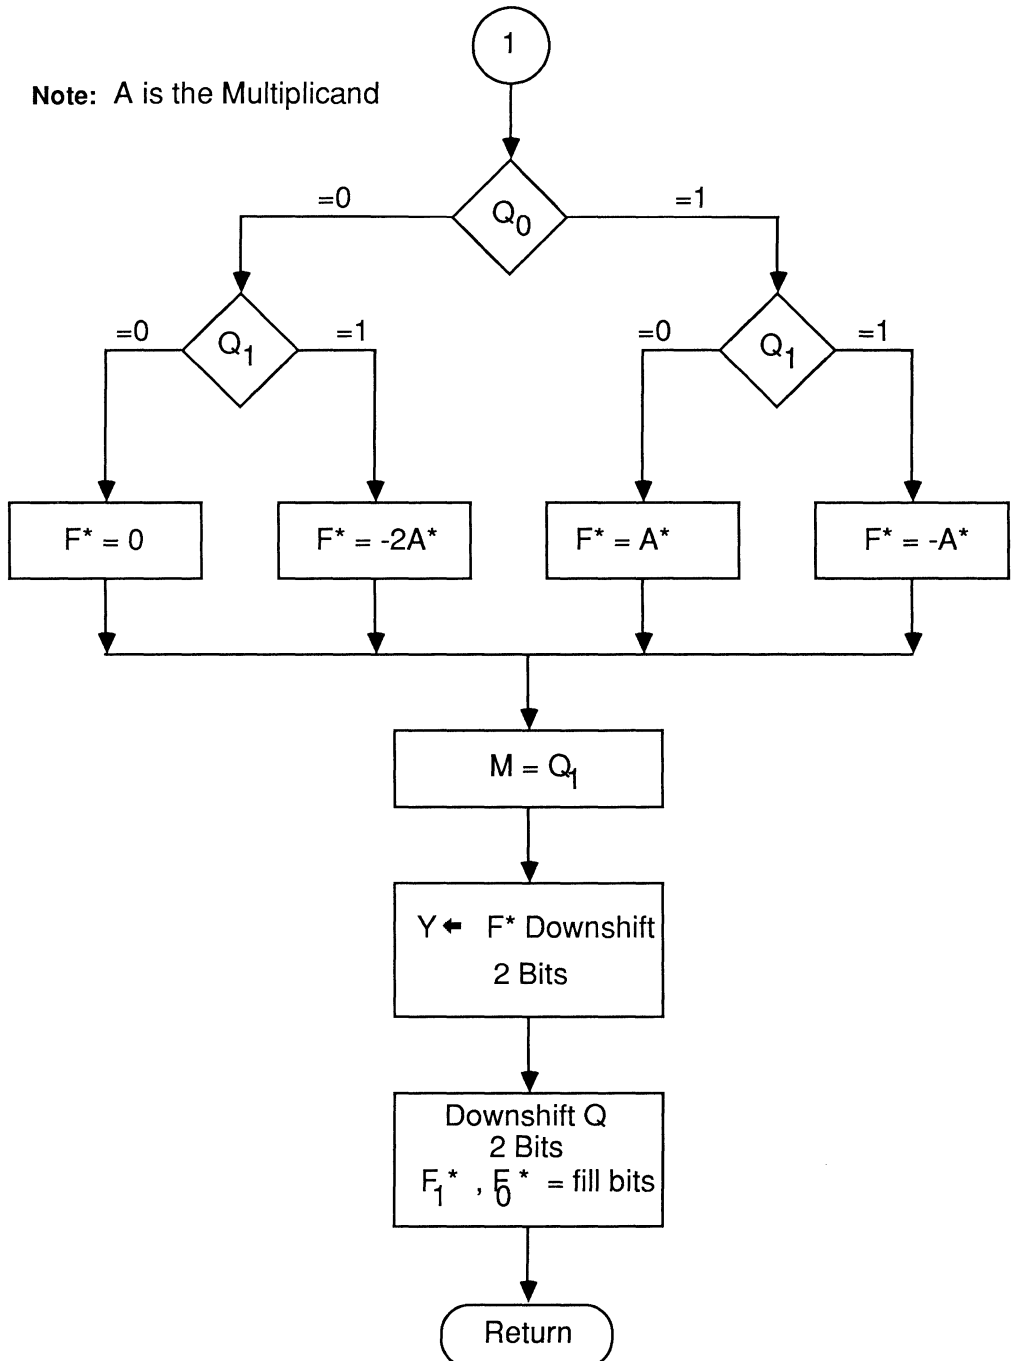 1
Note: A is the Multiplicand
=0
=1
Q0
=0
=1
=0
=1
Q1
Q1
F* = 0
F* = -2A*
F* = A*
F* = -A*
M = Q1
Y ← F* Downshift
2 Bits
Downshift Q
2 Bits
F1* , F0* = fill bits
Return